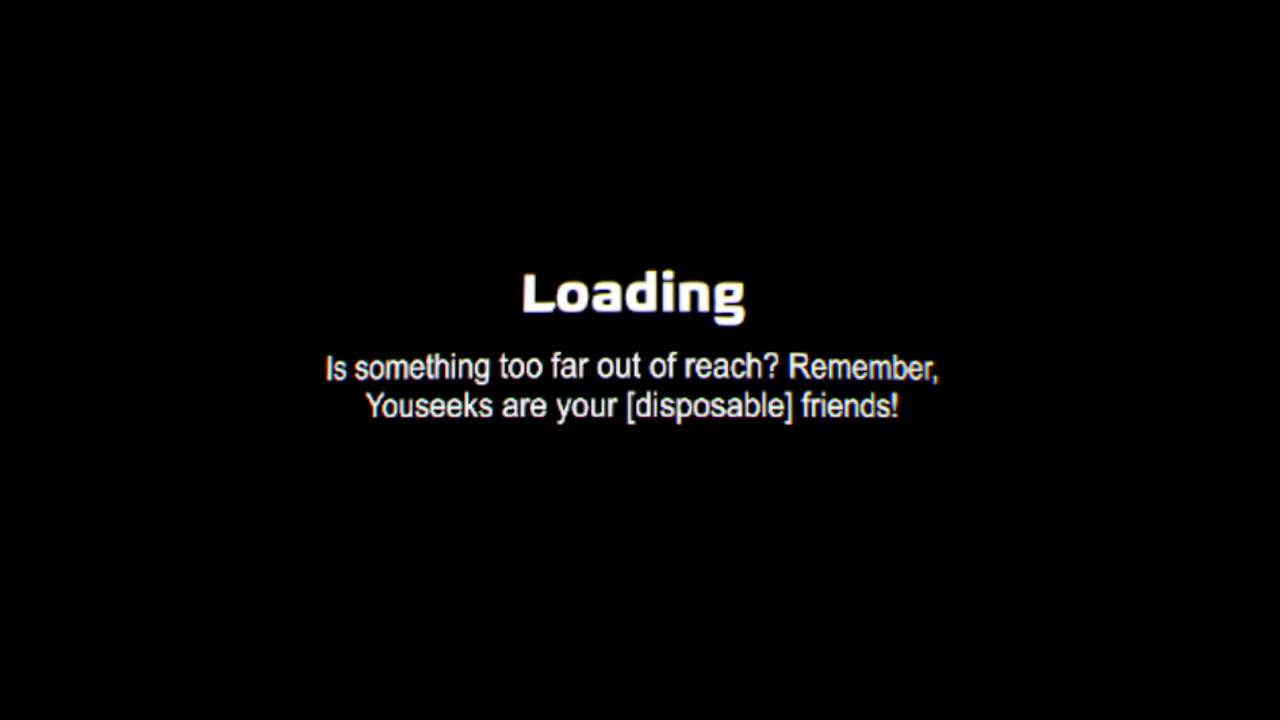 Loading
Is something too far out of reach? Remember,
Youseeks are your [disposable] friends!